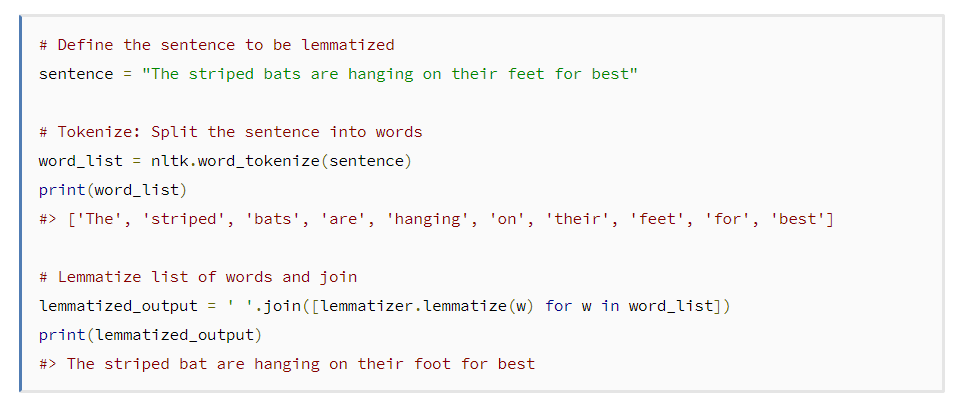 # Define the sentence to be lemmatized
sentence = "The striped bats are hanging on their feet for best"
# Tokenize: Split the sentence into words
word_list = nltk.word_tokenize(sentence)
print(word_list)
#> ['The', 'striped', 'bats', 'are', 'hanging', 'on', 'their', 'feet', 'for', 'best']
# Lemmatize list of words and join
lemmatized_output = ' '.join([lemmatizer.lemmatize(w) for w in word_list])
print(lemmatized_output)
#> The striped bat are hanging on their foot for best